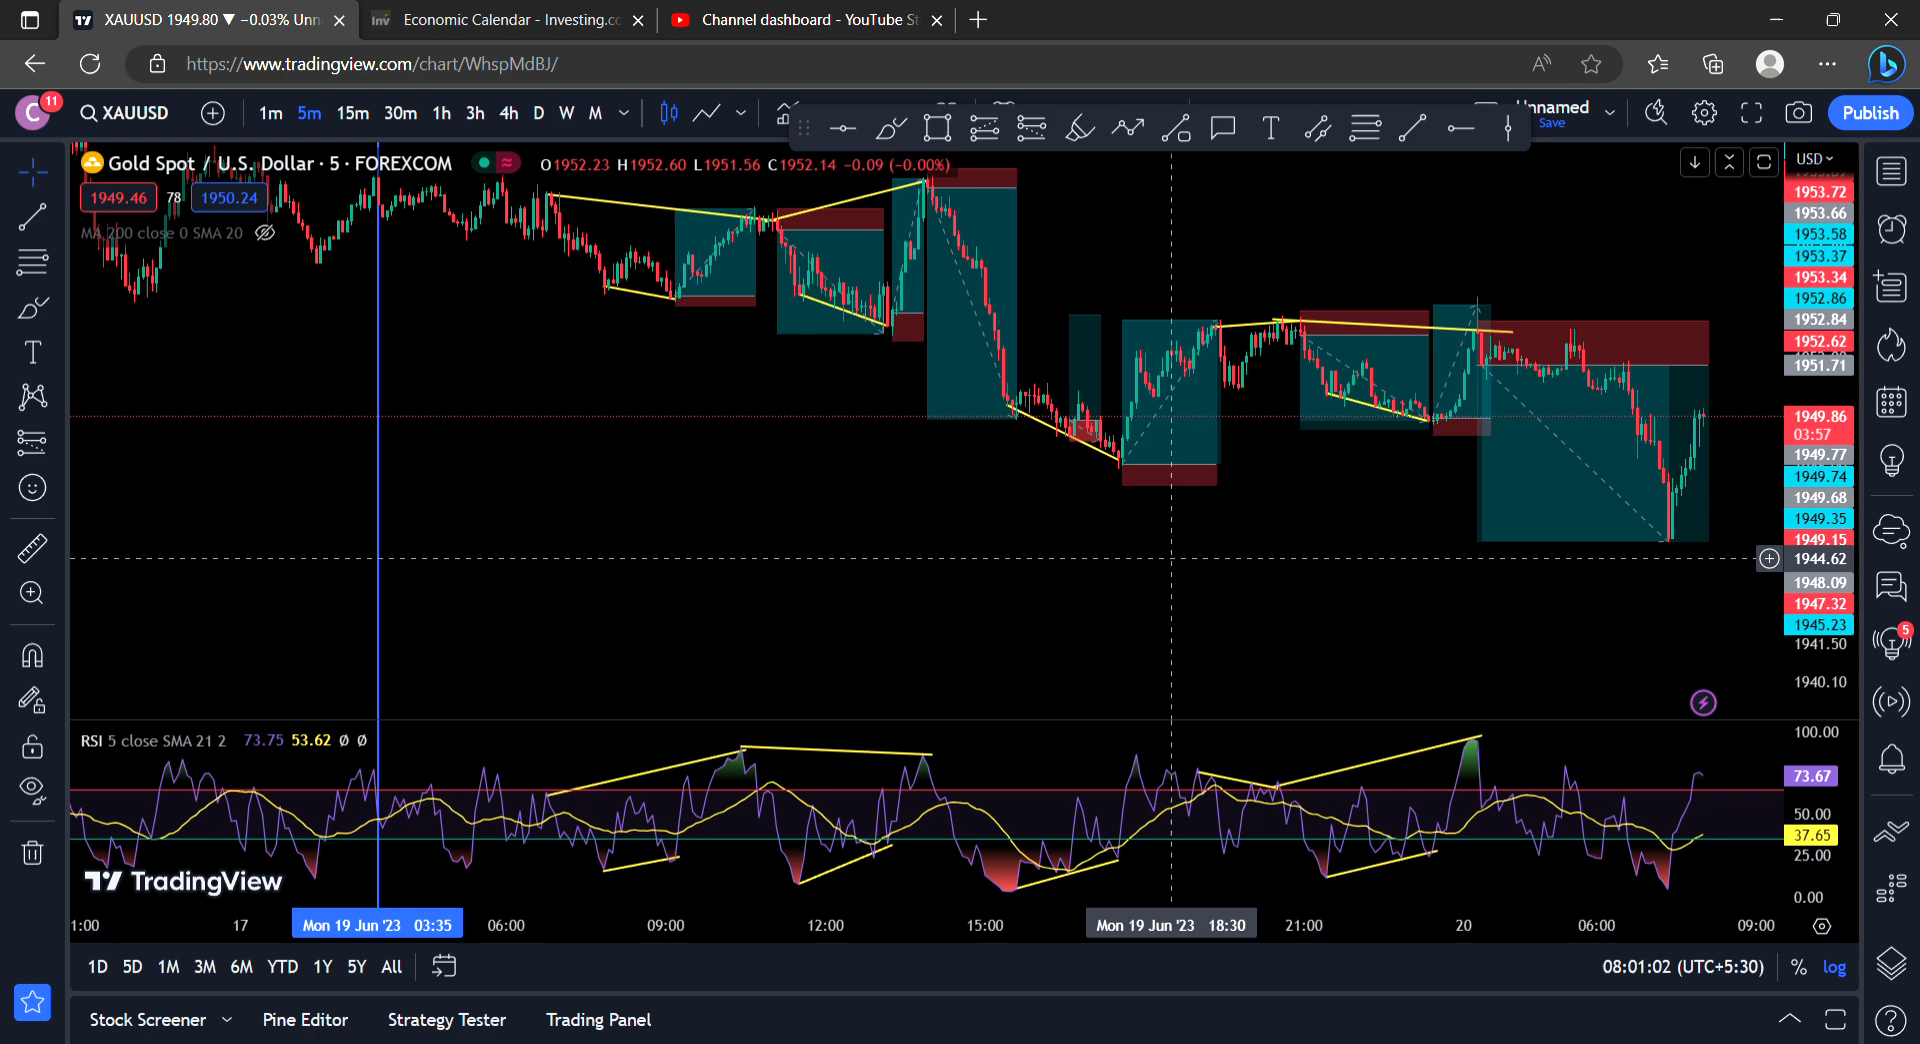 XAUUSD 1949.80 ▼ −0.03% Unn
Economic Calendar - Investing.co
Channel dashboard - YouTube St
https://www.tradingview.com/chart/WhspMdBJ/
C 11
XAUUSD
1m 5m 15m 30m 1h 3h 4h D W M
Unnamed
Save
Publish
Gold Spot / U.S. Dollar · 5 · FOREXCOM
O1952.23 H1952.60 L1951.56 C1952.14 −0.09 (−0.00%)
USD
1949.46 78 1950.24
MA 200 close 0 SMA 20
1953.72
1953.66
1953.58
1953.37
1953.34
1952.86
1952.84
1952.62
1951.71
1949.86
03:57
1949.77
1949.74
1949.68
1949.35
1949.15
1944.62
1948.09
1947.32
1945.23
1941.50
1940.10
5
RSI 5 close SMA 21 2 73.75 53.62 Ø Ø
100.00
73.67
50.00
37.65
25.00
0.00
TradingView
1:00 17 Mon 19 Jun '23 03:35 06:00 09:00 12:00 15:00 Mon 19 Jun '23 18:30 21:00 20 06:00 09:00
1D 5D 1M 3M 6M YTD 1Y 5Y All
08:01:02 (UTC+5:30) % log
Stock Screener Pine Editor Strategy Tester Trading Panel